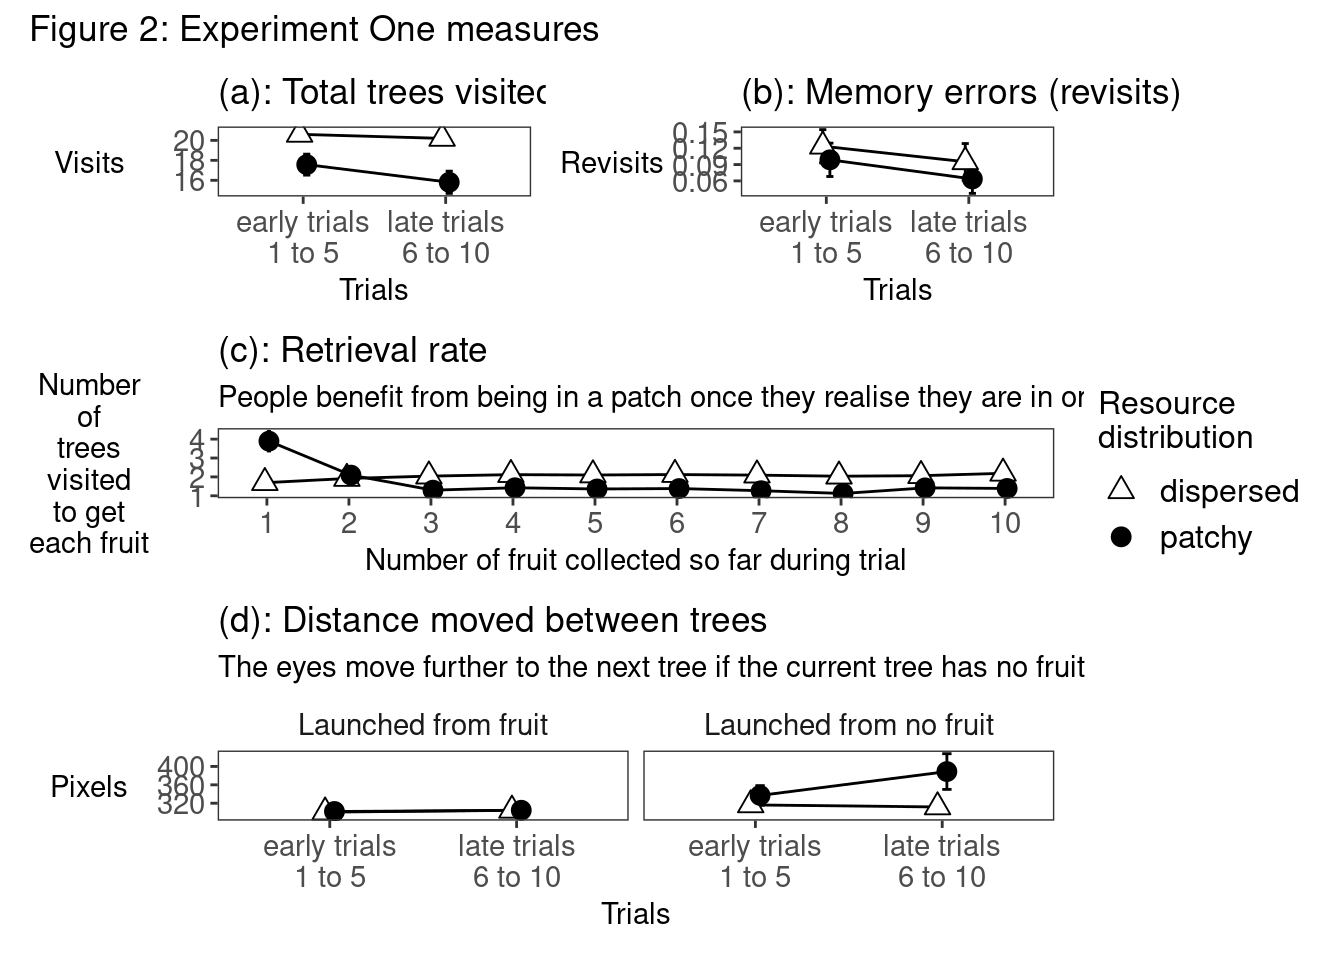 Figure 2: Experiment One measures
(a): Total trees visited
Visits
20
18
16
early trials
1 to 5
late trials
6 to 10
Trials
(b): Memory errors (revisits)
Revisits
0.15
0.12
0.09
0.06
early trials
1 to 5
late trials
6 to 10
Trials
(c): Retrieval rate
People benefit from being in a patch once they realise they are in or
Number
of
trees
visited
to get
each fruit
4
3
2
1
1 2 3 4 5 6 7 8 9 10
Number of fruit collected so far during trial
Resource
distribution
dispersed
patchy
(d): Distance moved between trees
The eyes move further to the next tree if the current tree has no fruit
Launched from fruit
Launched from no fruit
Pixels
400
360
320
early trials
1 to 5
late trials
6 to 10
early trials
1 to 5
late trials
6 to 10
Trials